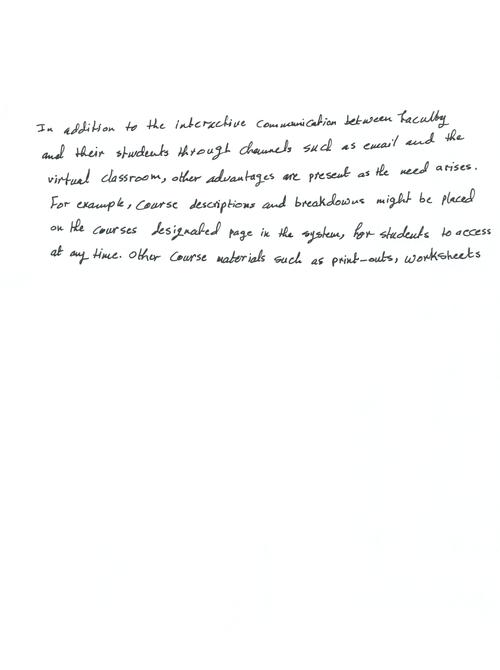 In addition to the interactive communication between faculty
and their students through channels such as email and the
virtual classroom, other advantages are present as the need arises.
For example, course descriptions and breakdowns might be placed
on the courses designated page in the system, for students to access
at any time. Other course materials such as print-outs, worksheets